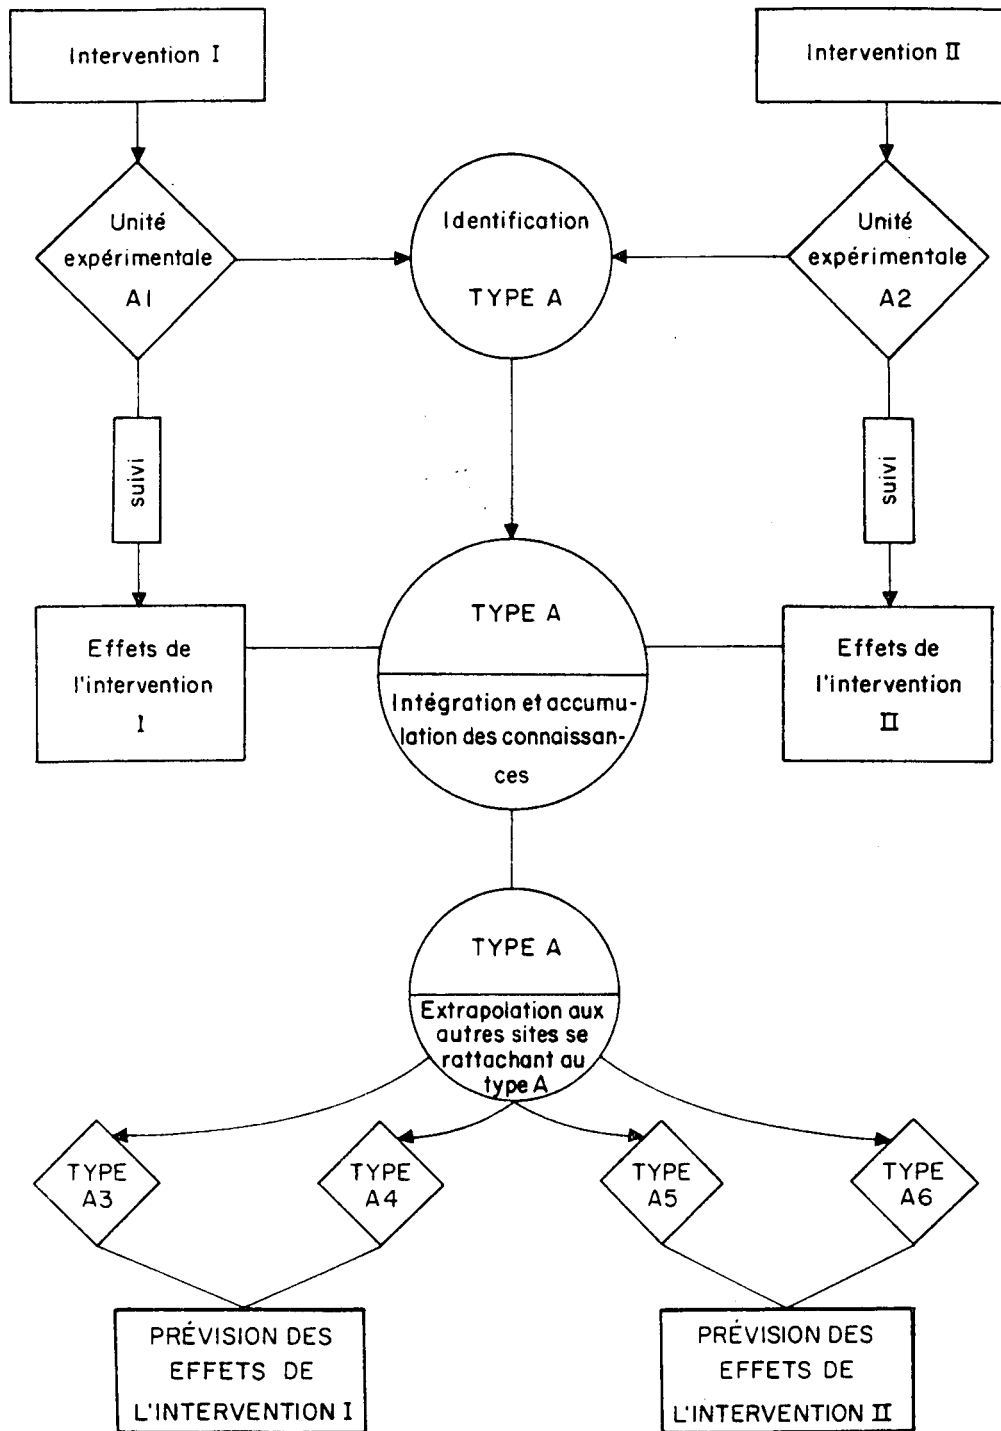 Intervention I
Intervention II
Unité
expérimentale
A1
Identification
TYPE A
Unité
expérimentale
A2
suivi
suivi
Effets de
l'intervention
I
TYPE A
Intégration et accumu-
lation des connaissan-
ces
Effets de
l'intervention
II
TYPE A
Extrapolation aux
autres sites se
rattachant au
type A
TYPE
A3
TYPE
A4
TYPE
A5
TYPE
A6
PRÉVISION DES
EFFETS DE
L'INTERVENTION I
PRÉVISION DES
EFFETS DE
L'INTERVENTION II